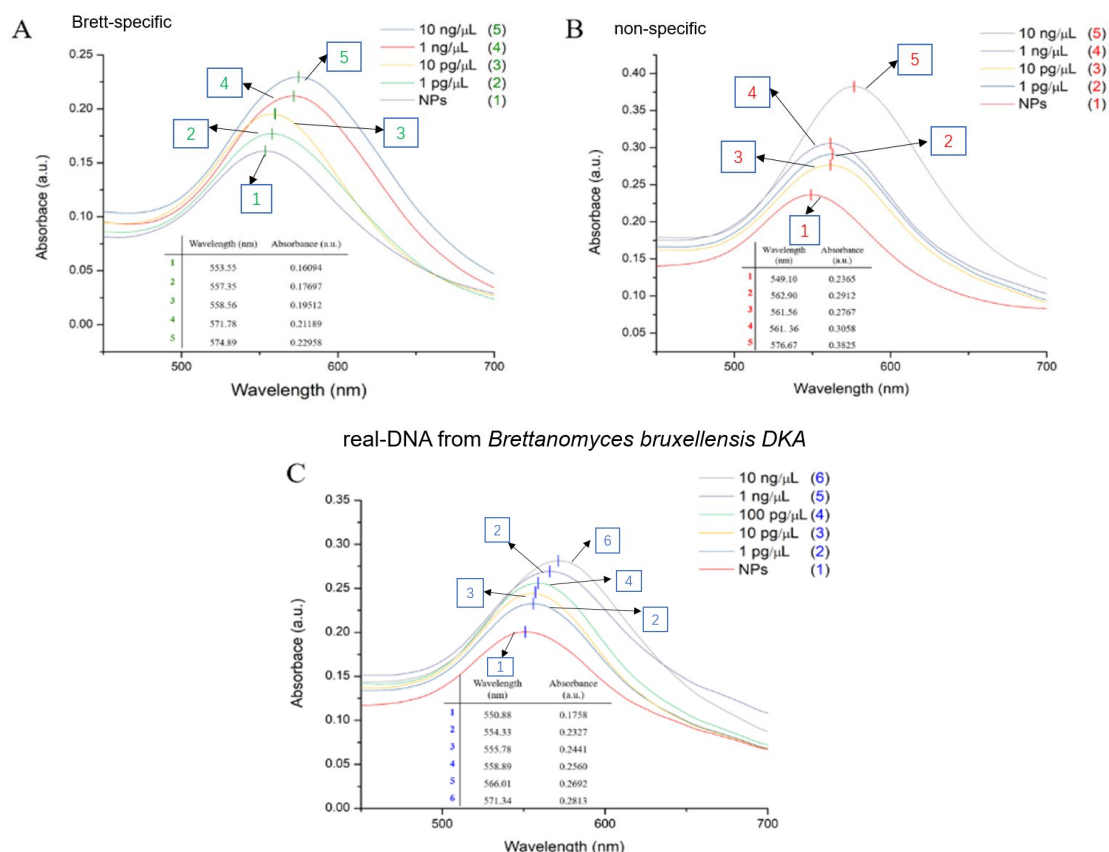 A
Brett-specific
10 ng/μL (5)
1 ng/μL (4)
10 pg/μL (3)
1 pg/μL (2)
NPs (1)
0.25
0.20
0.15
0.10
0.05
0.00
Absorbace (a.u.)
5
4
2
3
1
Wavelength (nm) Absorbance (a.u.)
1 553.55 0.16094
2 557.35 0.17697
3 558.56 0.19512
4 571.78 0.21189
5 574.89 0.22958
500 600 700
Wavelength (nm)
B
non-specific
10 ng/μL (5)
1 ng/μL (4)
10 pg/μL (3)
1 pg/μL (2)
NPs (1)
0.40
0.35
0.30
0.25
0.20
0.15
0.10
0.05
Absorbace (a.u.)
5
4
2
3
1
Wavelength Absorbance
(nm) (a.u.)
1 549.10 0.2365
2 562.90 0.2912
3 561.56 0.2767
4 561. 36 0.3058
5 576.67 0.3825
500 600 700
Wavelength (nm)
real-DNA from Brettanomyces bruxellensis DKA
C
10 ng/μL (6)
1 ng/μL (5)
100 pg/μL (4)
10 pg/μL (3)
1 pg/μL (2)
NPs (1)
0.35
0.30
0.25
0.20
0.15
0.10
0.05
0.00
Absorbace (a.u.)
2
6
4
3
2
1
Wavelength Absorbance
(nm) (a.u.)
1 550.88 0.1758
2 554.33 0.2327
3 555.78 0.2441
4 558.89 0.2560
5 566.01 0.2692
6 571.34 0.2813
500 600 700
Wavelength (nm)